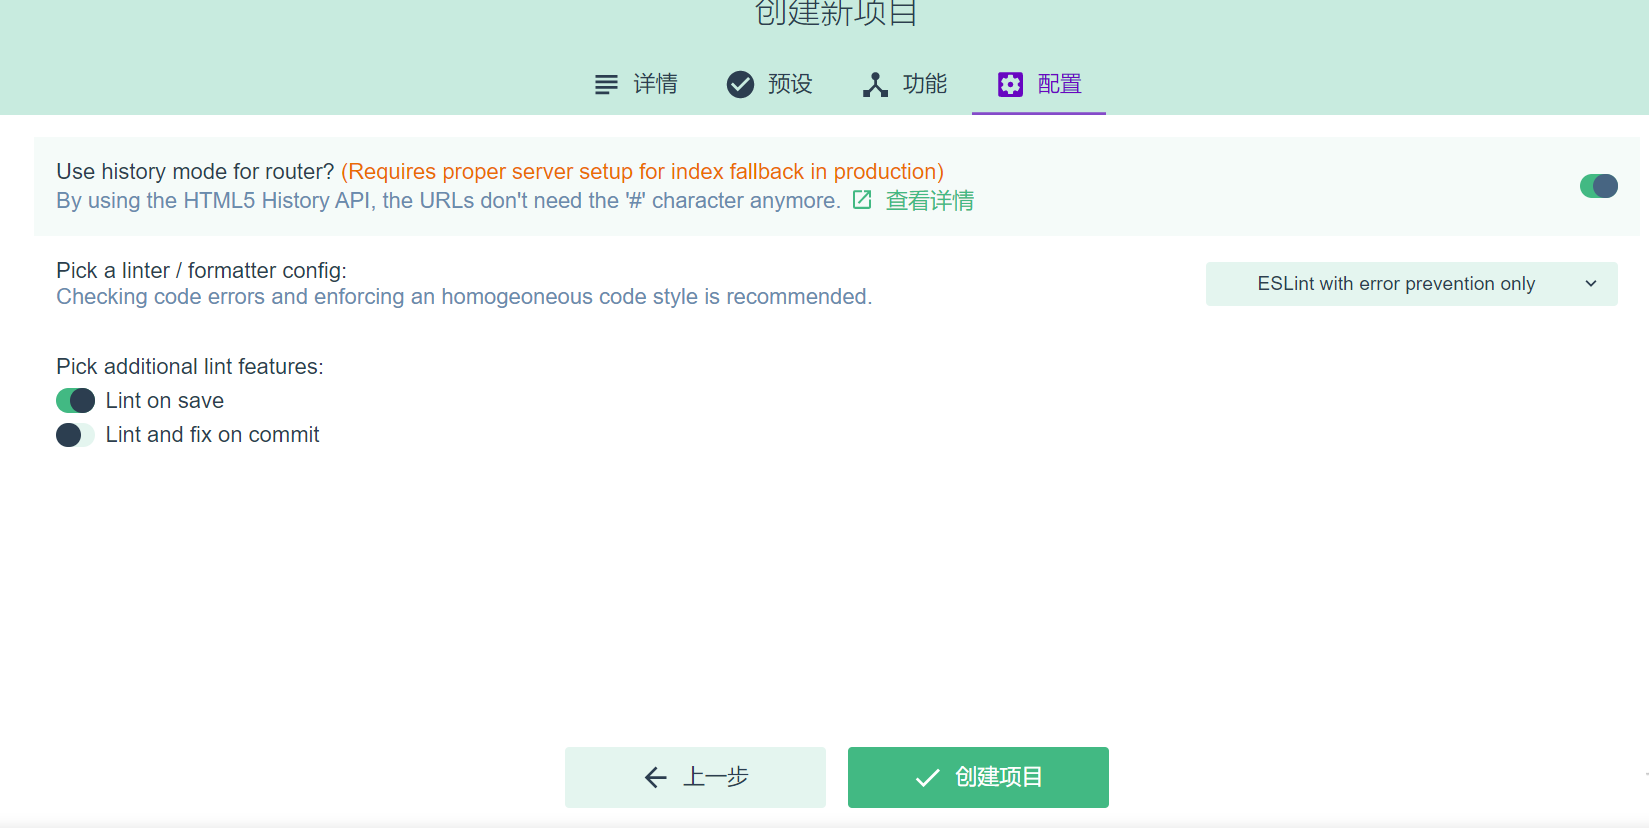 创建新项目
详情 预设 功能 配置
Use history mode for router? (Requires proper server setup for index fallback in production)
By using the HTML5 History API, the URLs don't need the '#' character anymore. 查看详情
Pick a linter / formatter config:
Checking code errors and enforcing an homogeoneous code style is recommended.
ESLint with error prevention only
Pick additional lint features:
Lint on save
Lint and fix on commit
上一步 创建项目